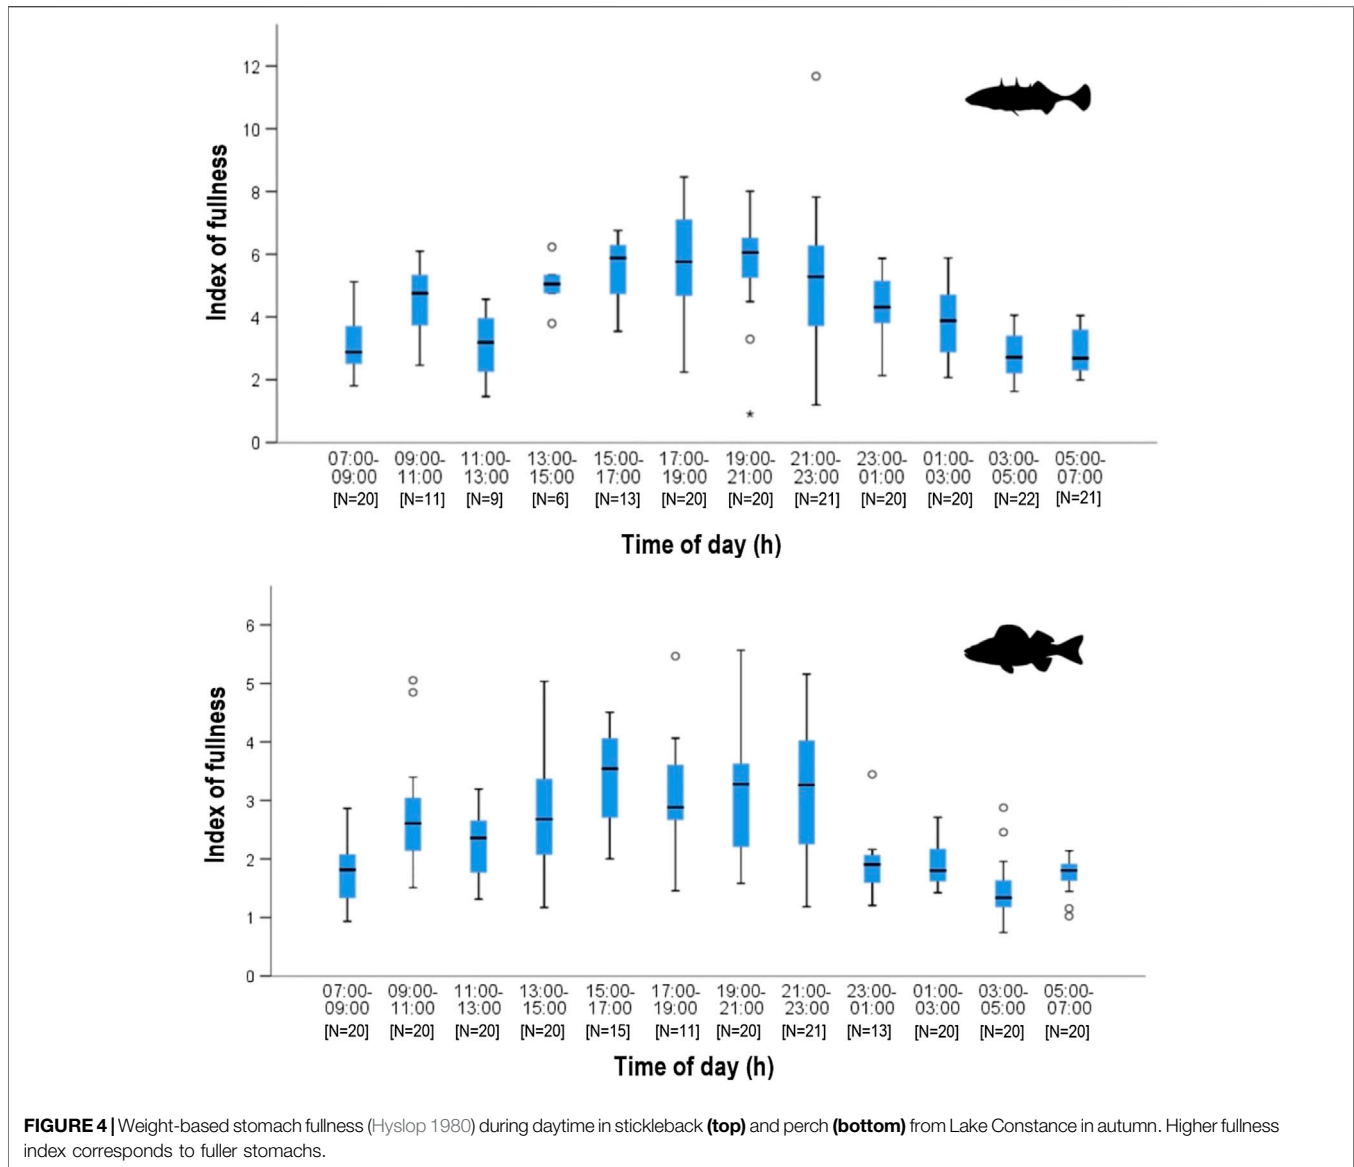 12
10
8
6
4
2
0
Index of fullness
07:00- 09:00- 11:00- 13:00- 15:00- 17:00- 19:00- 21:00- 23:00- 01:00- 03:00- 05:00-
09:00 11:00 13:00 15:00 17:00 19:00 21:00 23:00 01:00 03:00 05:00 07:00
[N=20] [N=11] [N=9] [N=6] [N=13] [N=20] [N=20] [N=21] [N=20] [N=20] [N=22] [N=21]
Time of day (h)
6
5
4
3
2
1
0
Index of fullness
07:00- 09:00- 11:00- 13:00- 15:00- 17:00- 19:00- 21:00- 23:00- 01:00- 03:00- 05:00-
09:00 11:00 13:00 15:00 17:00 19:00 21:00 23:00 01:00 03:00 05:00 07:00
[N=20] [N=20] [N=20] [N=20] [N=15] [N=11] [N=20] [N=21] [N=13] [N=20] [N=20] [N=20]
Time of day (h)
FIGURE 4 | Weight-based stomach fullness (Hyslop 1980) during daytime in stickleback (top) and perch (bottom) from Lake Constance in autumn. Higher fullness
index corresponds to fuller stomachs.